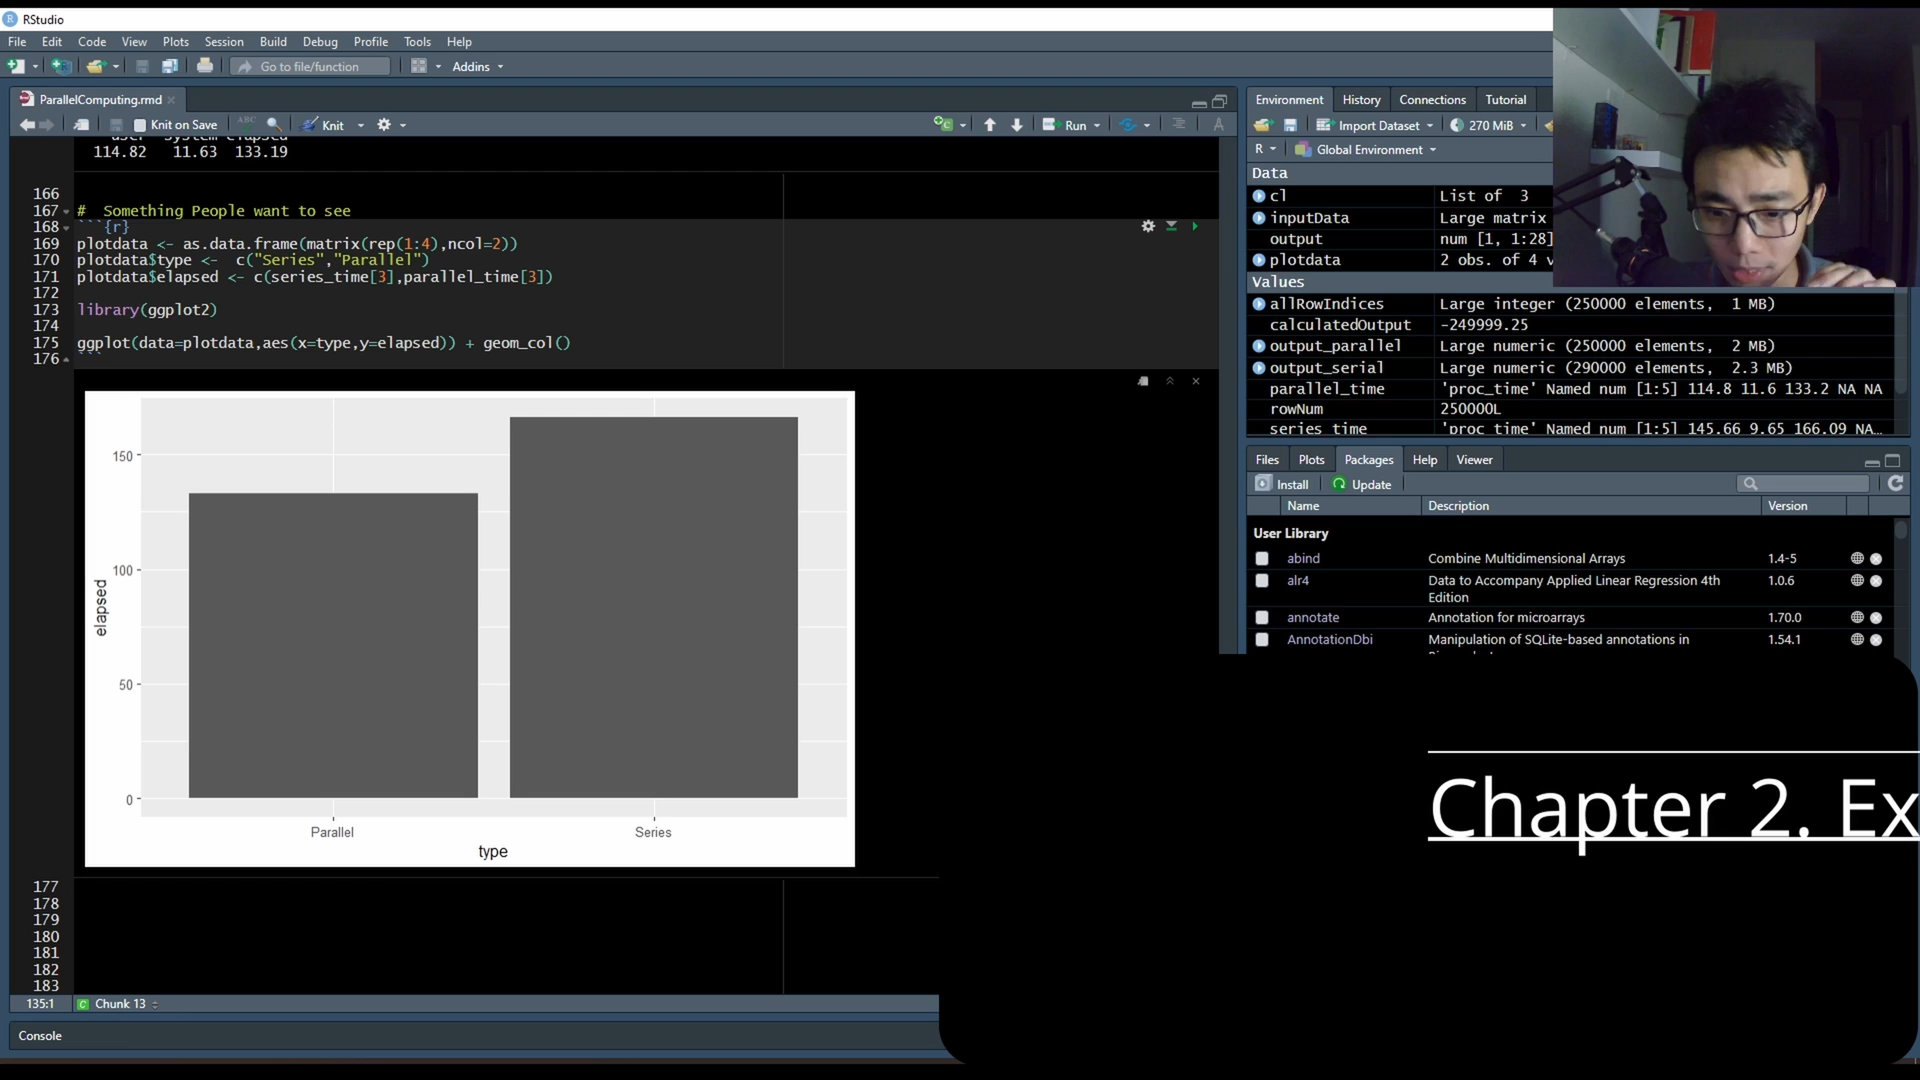 RStudio
File Edit Code View Plots Session Build Debug Profile Tools Help
Go to file/function Addins
ParallelComputing.rmd
Knit on Save ABC Knit Run
114.82 11.63 133.19
166
167 # Something People want to see
168 ```{r}
169 plotdata <- as.data.frame(matrix(rep(1:4),ncol=2))
170 plotdata$type <- c("Series","Parallel")
171 plotdata$elapsed <- c(series_time[3],parallel_time[3])
172
173 library(ggplot2)
174
175 ggplot(data=plotdata,aes(x=type,y=elapsed)) + geom_col()
176 ```
150
100
50
0
elapsed
Parallel Series
type
177
178
179
180
181
182
183
135:1 Chunk 13
Console
Environment History Connections Tutorial
Import Dataset 270 MiB
R Global Environment
Data
cl List of 3
inputData Large matrix
output num [1, 1:28]
plotdata 2 obs. of 4 v
Values
allRowIndices Large integer (250000 elements, 1 MB)
calculatedOutput -249999.25
output_parallel Large numeric (250000 elements, 2 MB)
output_serial Large numeric (290000 elements, 2.3 MB)
parallel_time 'proc_time' Named num [1:5] 114.8 11.6 133.2 NA NA
rowNum 250000L
series_time 'proc_time' Named num [1:5] 145.66 9.65 166.09 NA…
Files Plots Packages Help Viewer
Install Update
Name Description Version
User Library
abind Combine Multidimensional Arrays 1.4-5
alr4 Data to Accompany Applied Linear Regression 4th Edition 1.0.6
annotate Annotation for microarrays 1.70.0
AnnotationDbi Manipulation of SQLite-based annotations in 1.54.1
Chapter 2. Ex